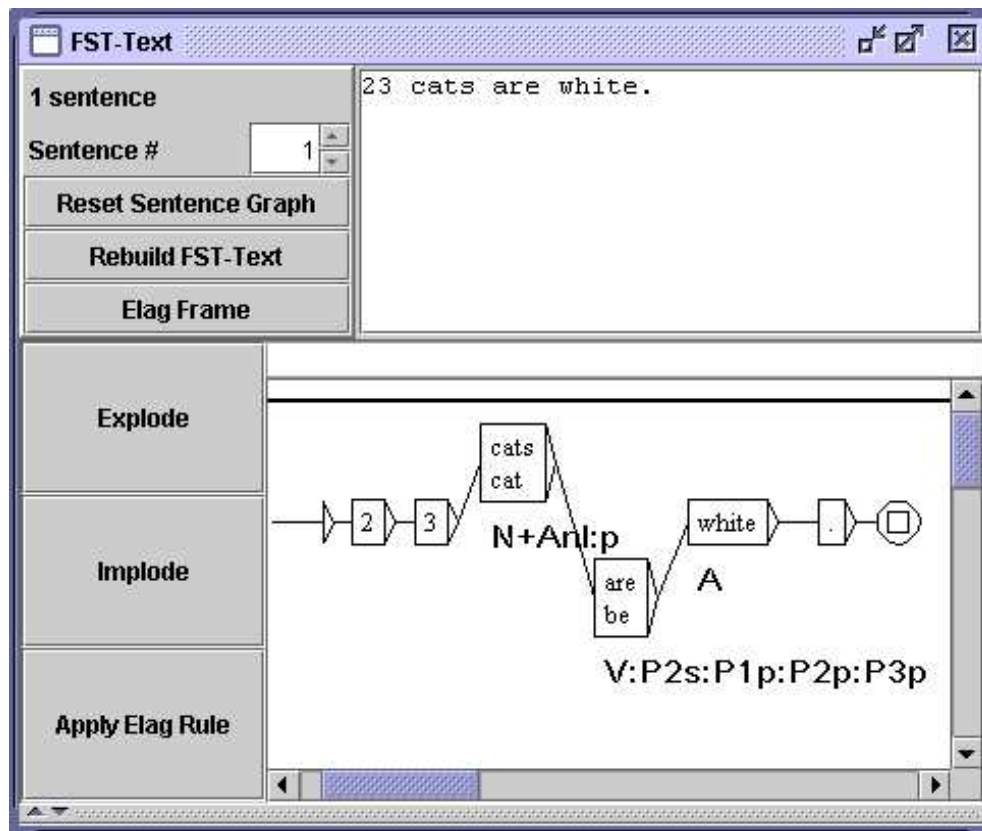 FST-Text
1 sentence
Sentence # 1
Reset Sentence Graph
Rebuild FST-Text
Elag Frame
23 cats are white.
Explode
Implode
Apply Elag Rule
2 3
cats
cat
N+Anl:p
are
be
V:P2s:P1p:P2p:P3p
white
A
.